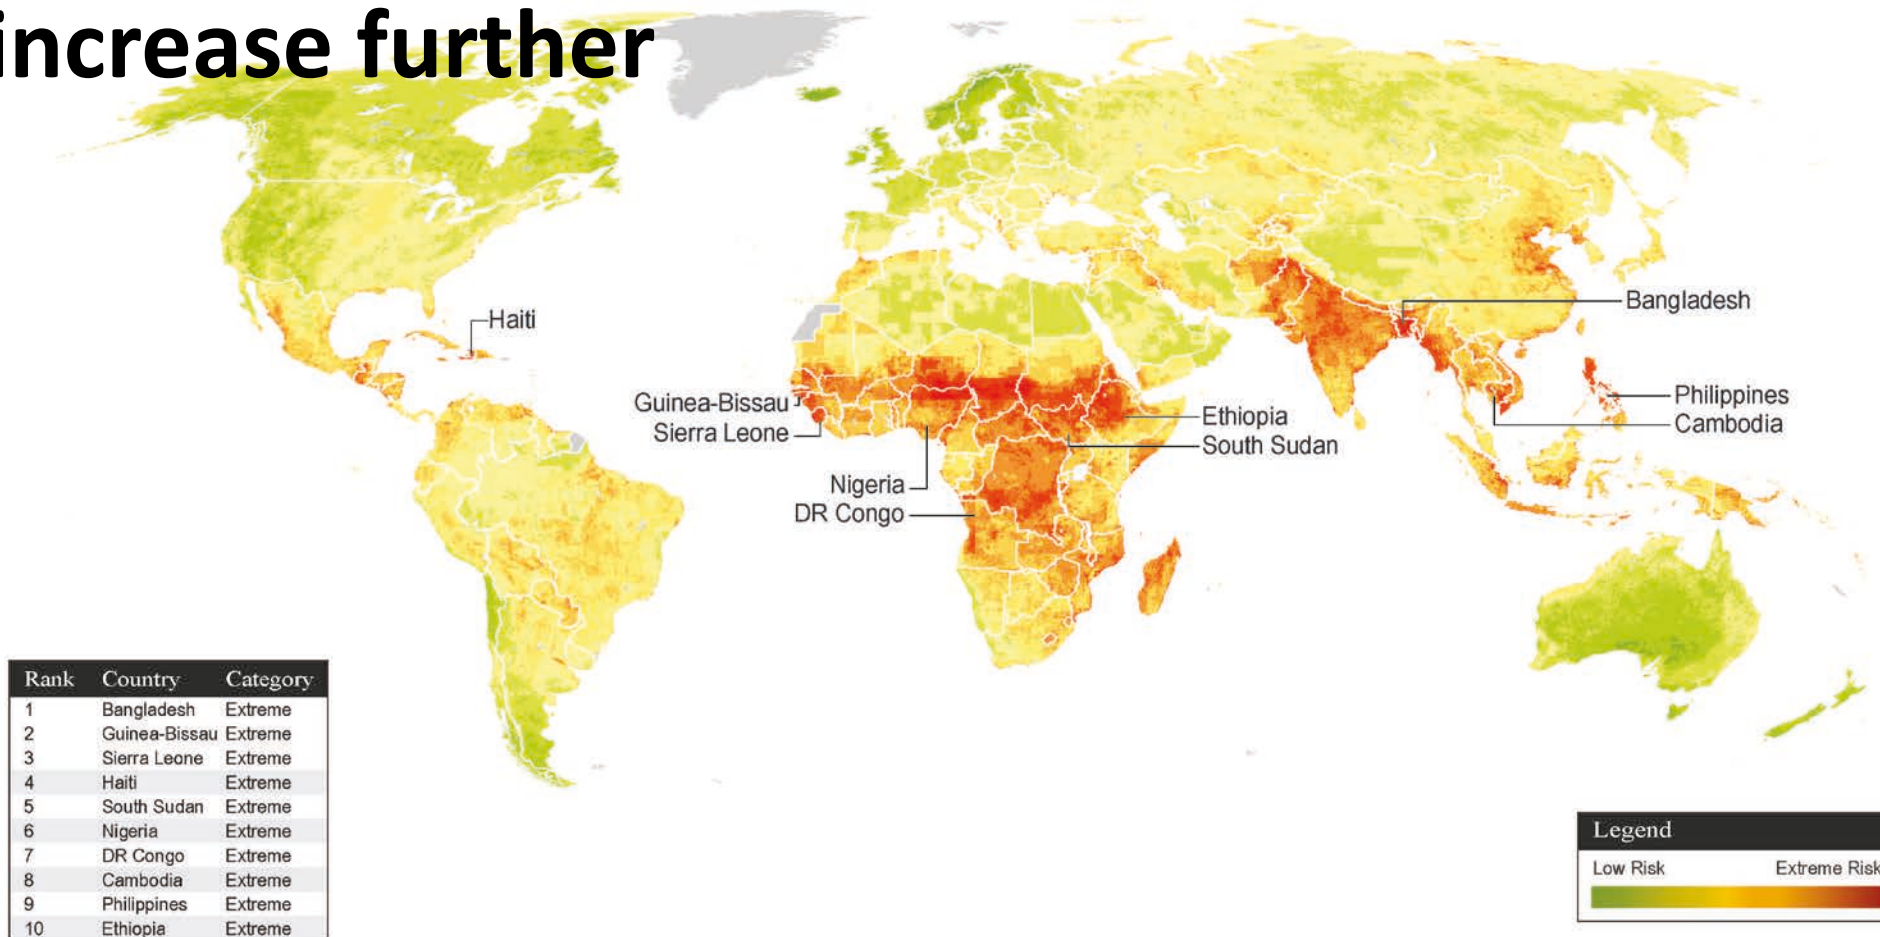 increase further
Haiti
Guinea-Bissau
Sierra Leone
Nigeria
DR Congo
Ethiopia
South Sudan
Bangladesh
Philippines
Cambodia
Rank Country Category
1 Bangladesh Extreme
2 Guinea-Bissau Extreme
3 Sierra Leone Extreme
4 Haiti Extreme
5 South Sudan Extreme
6 Nigeria Extreme
7 DR Congo Extreme
8 Cambodia Extreme
9 Philippines Extreme
10 Ethiopia Extreme
Legend
Low Risk Extreme Risk